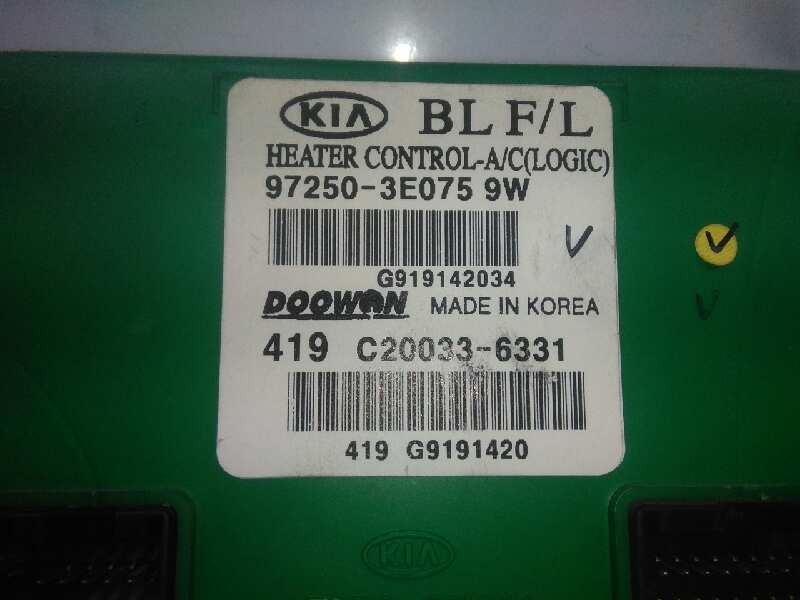 KIA BL F/L
HEATER CONTROL-A/C(LOGIC)
97250-3E075 9W
G919142034
DOOWON MADE IN KOREA
419 C20033-6331
419 G9191420
KIA